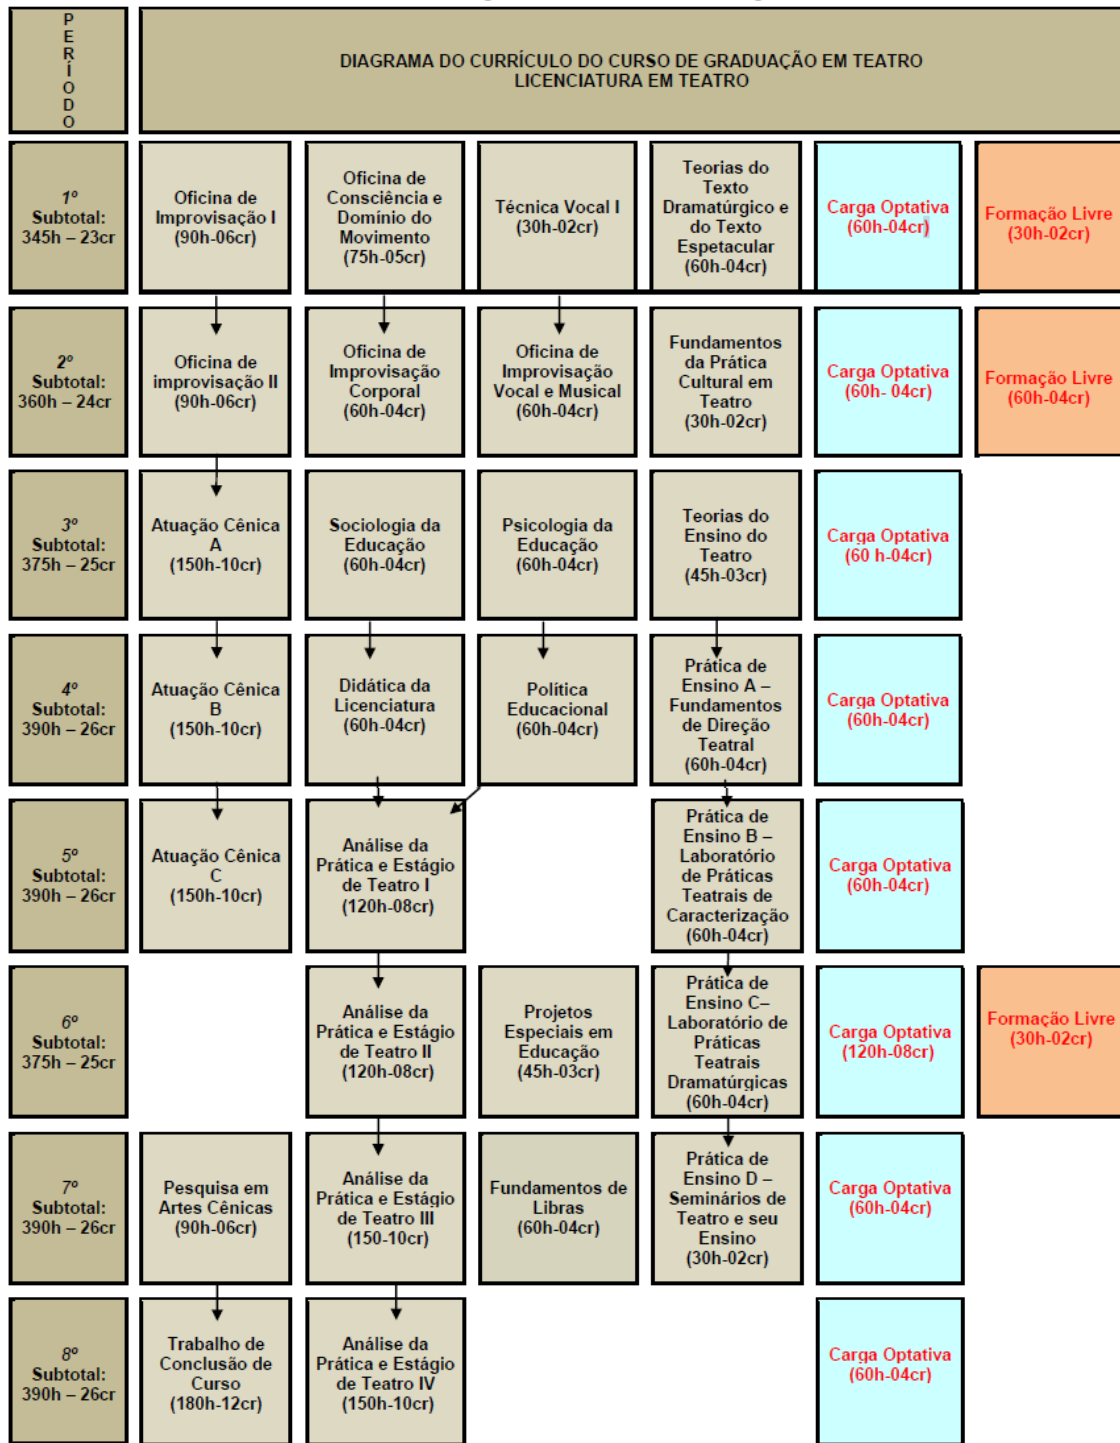 P
E
R
Í
O
D
O
DIAGRAMA DO CURRÍCULO DO CURSO DE GRADUAÇÃO EM TEATRO
LICENCIATURA EM TEATRO
1º
Subtotal:
345h – 23cr
Oficina de
Improvisação I
(90h-06cr)
Oficina de
Consciência e
Domínio do
Movimento
(75h-05cr)
Técnica Vocal I
(30h-02cr)
Teorias do
Texto
Dramatúrgico e
do Texto
Espetacular
(60h-04cr)
Carga Optativa
(60h-04cr)
Formação Livre
(30h-02cr)
2º
Subtotal:
360h – 24cr
Oficina de
improvisação II
(90h-06cr)
Oficina de
Improvisação
Corporal
(60h-04cr)
Oficina de
Improvisação
Vocal e Musical
(60h-04cr)
Fundamentos
da Prática
Cultural em
Teatro
(30h-02cr)
Carga Optativa
(60h- 04cr)
Formação Livre
(60h-04cr)
3º
Subtotal:
375h – 25cr
Atuação Cênica
A
(150h-10cr)
Sociologia da
Educação
(60h-04cr)
Psicologia da
Educação
(60h-04cr)
Teorias do
Ensino do
Teatro
(45h-03cr)
Carga Optativa
(60 h-04cr)
4º
Subtotal:
390h – 26cr
Atuação Cênica
B
(150h-10cr)
Didática da
Licenciatura
(60h-04cr)
Política
Educacional
(60h-04cr)
Prática de
Ensino A –
Fundamentos
de Direção
Teatral
(60h-04cr)
Carga Optativa
(60h-04cr)
5º
Subtotal:
390h – 26cr
Atuação Cênica
C
(150h-10cr)
Análise da
Prática e Estágio
de Teatro I
(120h-08cr)
Prática de
Ensino B –
Laboratório
de Práticas
Teatrais de
Caracterização
(60h-04cr)
Carga Optativa
(60h-04cr)
6º
Subtotal:
375h – 25cr
Análise da
Prática e Estágio
de Teatro II
(120h-08cr)
Projetos
Especiais em
Educação
(45h-03cr)
Prática de
Ensino C–
Laboratório de
Práticas
Teatrais
Dramatúrgicas
(60h-04cr)
Carga Optativa
(120h-08cr)
Formação Livre
(30h-02cr)
7º
Subtotal:
390h – 26cr
Pesquisa em
Artes Cênicas
(90h-06cr)
Análise da
Prática e Estágio
de Teatro III
(150-10cr)
Fundamentos de
Libras
(60h-04cr)
Prática de
Ensino D –
Seminários de
Teatro e seu
Ensino
(30h-02cr)
Carga Optativa
(60h-04cr)
8º
Subtotal:
390h – 26cr
Trabalho de
Conclusão de
Curso
(180h-12cr)
Análise da
Prática e Estágio
de Teatro IV
(150h-10cr)
Carga Optativa
(60h-04cr)